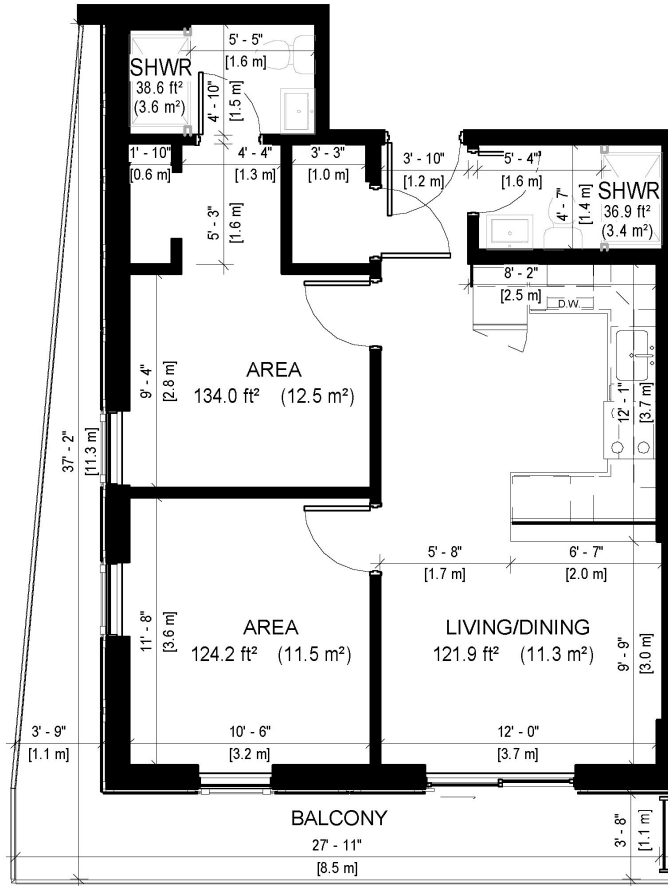 5' - 5"
[1.6 m]
SHWR
38.6 ft²
(3.6 m²)
4' - 10"
[1.5 m]
1' - 10"
[0.6 m]
4' - 4"
[1.3 m]
3' - 3"
[1.0 m]
3' - 10"
[1.2 m]
5' - 4"
[1.6 m]
SHWR
36.9 ft²
(3.4 m²)
4' - 7"
[1.4 m]
5' - 3"
[1.6 m]
8' - 2"
[2.5 m]
D.W.
AREA
134.0 ft² (12.5 m²)
9' - 4"
[2.8 m]
12' - 1"
[3.7 m]
37' - 2"
[11.3 m]
5' - 8"
[1.7 m]
6' - 7"
[2.0 m]
11' - 8"
[3.6 m]
AREA
124.2 ft² (11.5 m²)
LIVING/DINING
121.9 ft² (11.3 m²)
9' - 9"
[3.0 m]
3' - 9"
[1.1 m]
10' - 6"
[3.2 m]
12' - 0"
[3.7 m]
BALCONY
27' - 11"
[8.5 m]
3' - 8"
[1.1 m]